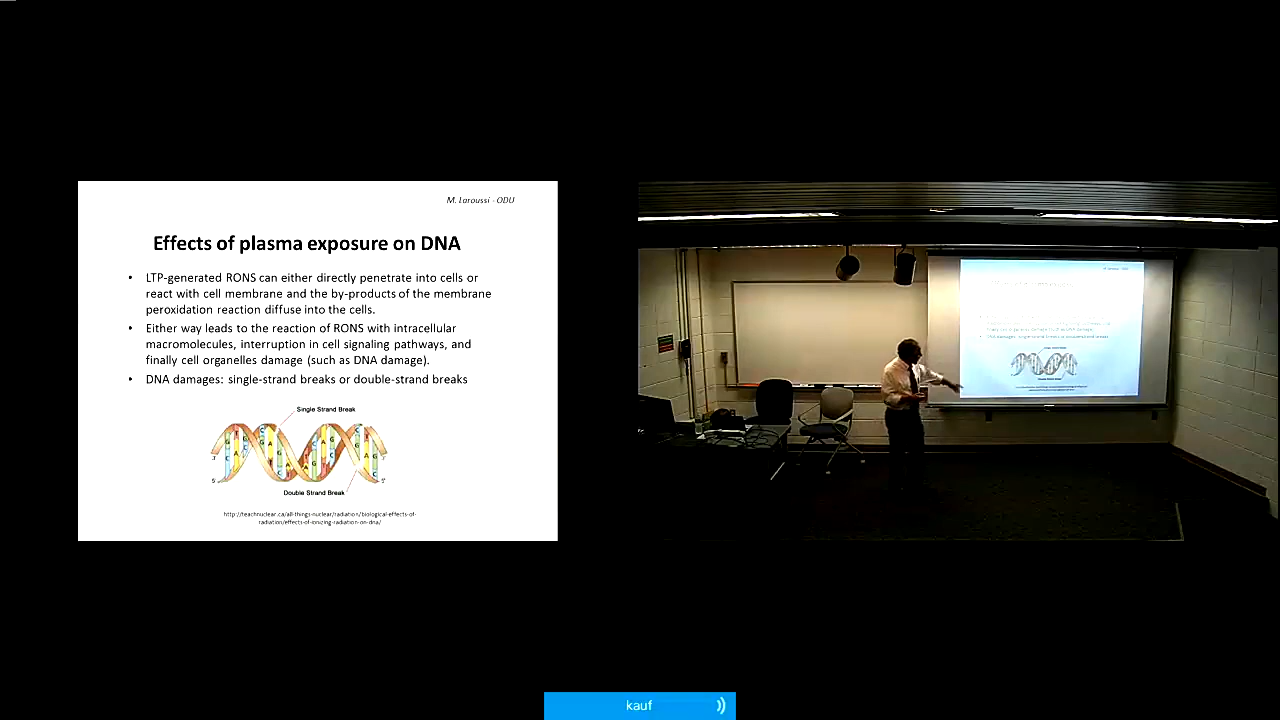 M. Laroussi - ODU
Effects of plasma exposure on DNA
• LTP-generated RONS can either directly penetrate into cells or
react with cell membrane and the by-products of the membrane
peroxidation reaction diffuse into the cells.
• Either way leads to the reaction of RONS with intracellular
macromolecules, interruption in cell signaling pathways, and
finally cell organelles damage (such as DNA damage).
• DNA damages: single-strand breaks or double-strand breaks
Single Strand Break
3'
5'
5'
Double Strand Break
http://teachnuclear.ca/all-things-nuclear/radiation/biological-effects-of-
radiation/effects-of-ionizing-radiation-on-dna/
kauf